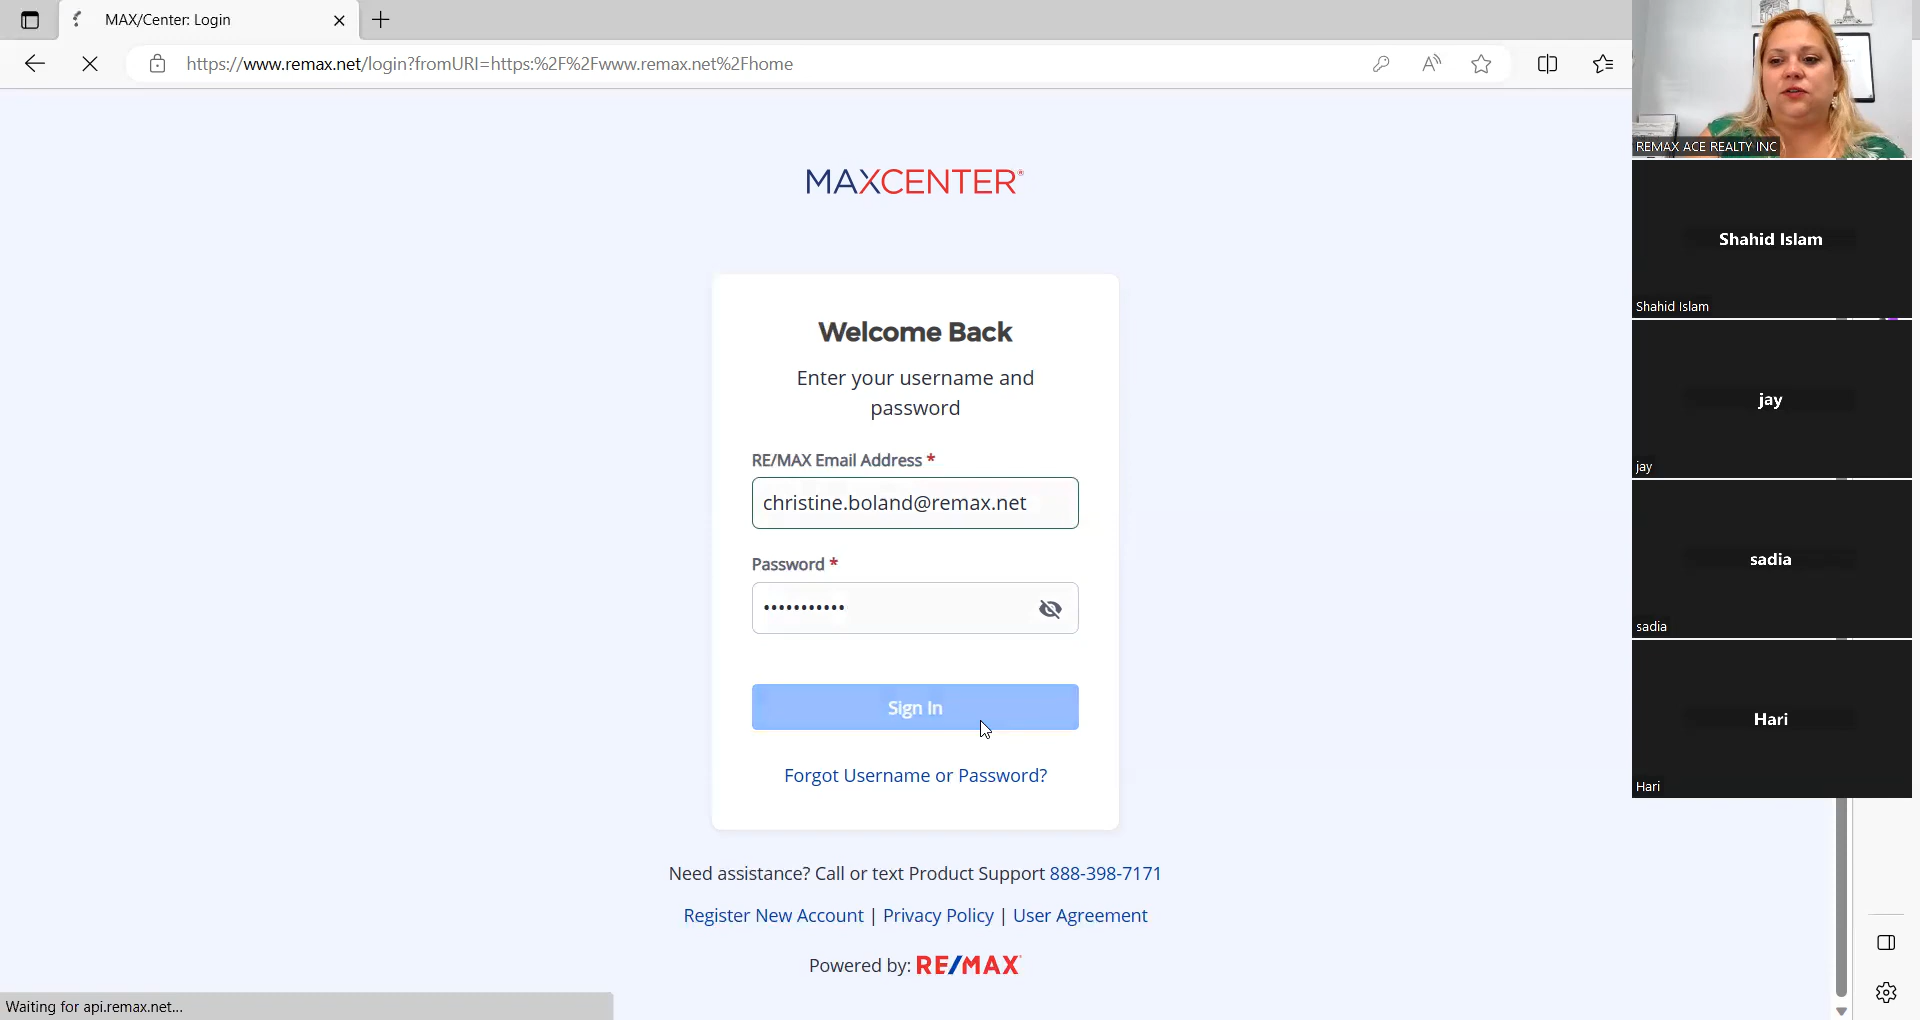 MAX/Center: Login
https://www.remax.net/login?fromURI=https:%2F%2Fwww.remax.net%2Fhome
MAXCENTER®
Welcome Back
Enter your username and
password
RE/MAX Email Address *
christine.boland@remax.net
Password *
•••••••••••
Sign In
Forgot Username or Password?
Need assistance? Call or text Product Support 888-398-7171
Register New Account | Privacy Policy | User Agreement
Powered by: RE/MAX
Waiting for api.remax.net...
REMAX ACE REALTY INC
Shahid Islam
Shahid Islam
jay
jay
sadia
sadia
Hari
Hari